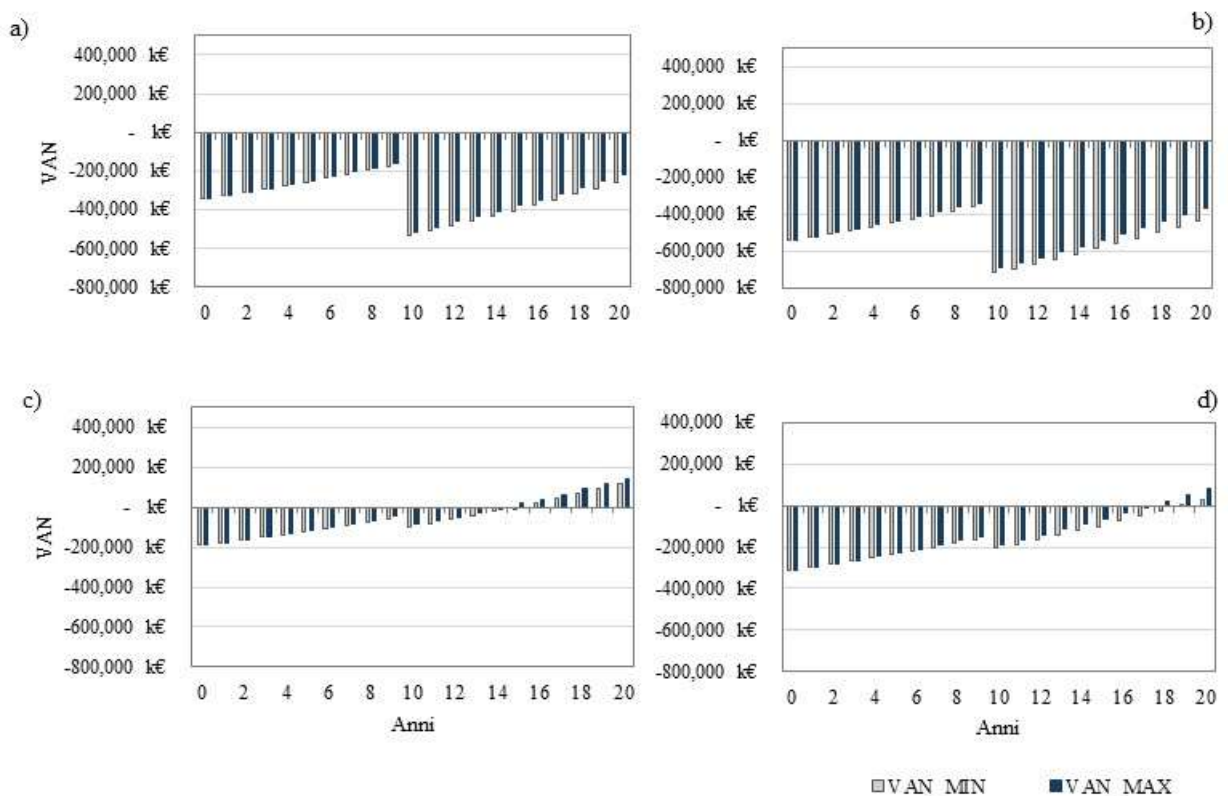 a)
400,000 k€
200,000 k€
- k€
-200,000 k€
-400,000 k€
-600,000 k€
-800,000 k€
VAN
0 2 4 6 8 10 12 14 16 18 20
b)
400,000 k€
200,000 k€
- k€
-200,000 k€
-400,000 k€
-600,000 k€
-800,000 k€
0 2 4 6 8 10 12 14 16 18 20
c)
400,000 k€
200,000 k€
- k€
-200,000 k€
-400,000 k€
-600,000 k€
-800,000 k€
VAN
0 2 4 6 8 10 12 14 16 18 20
Anni
d)
400,000 k€
200,000 k€
- k€
-200,000 k€
-400,000 k€
-600,000 k€
-800,000 k€
0 2 4 6 8 10 12 14 16 18 20
Anni
VAN MIN VAN MAX